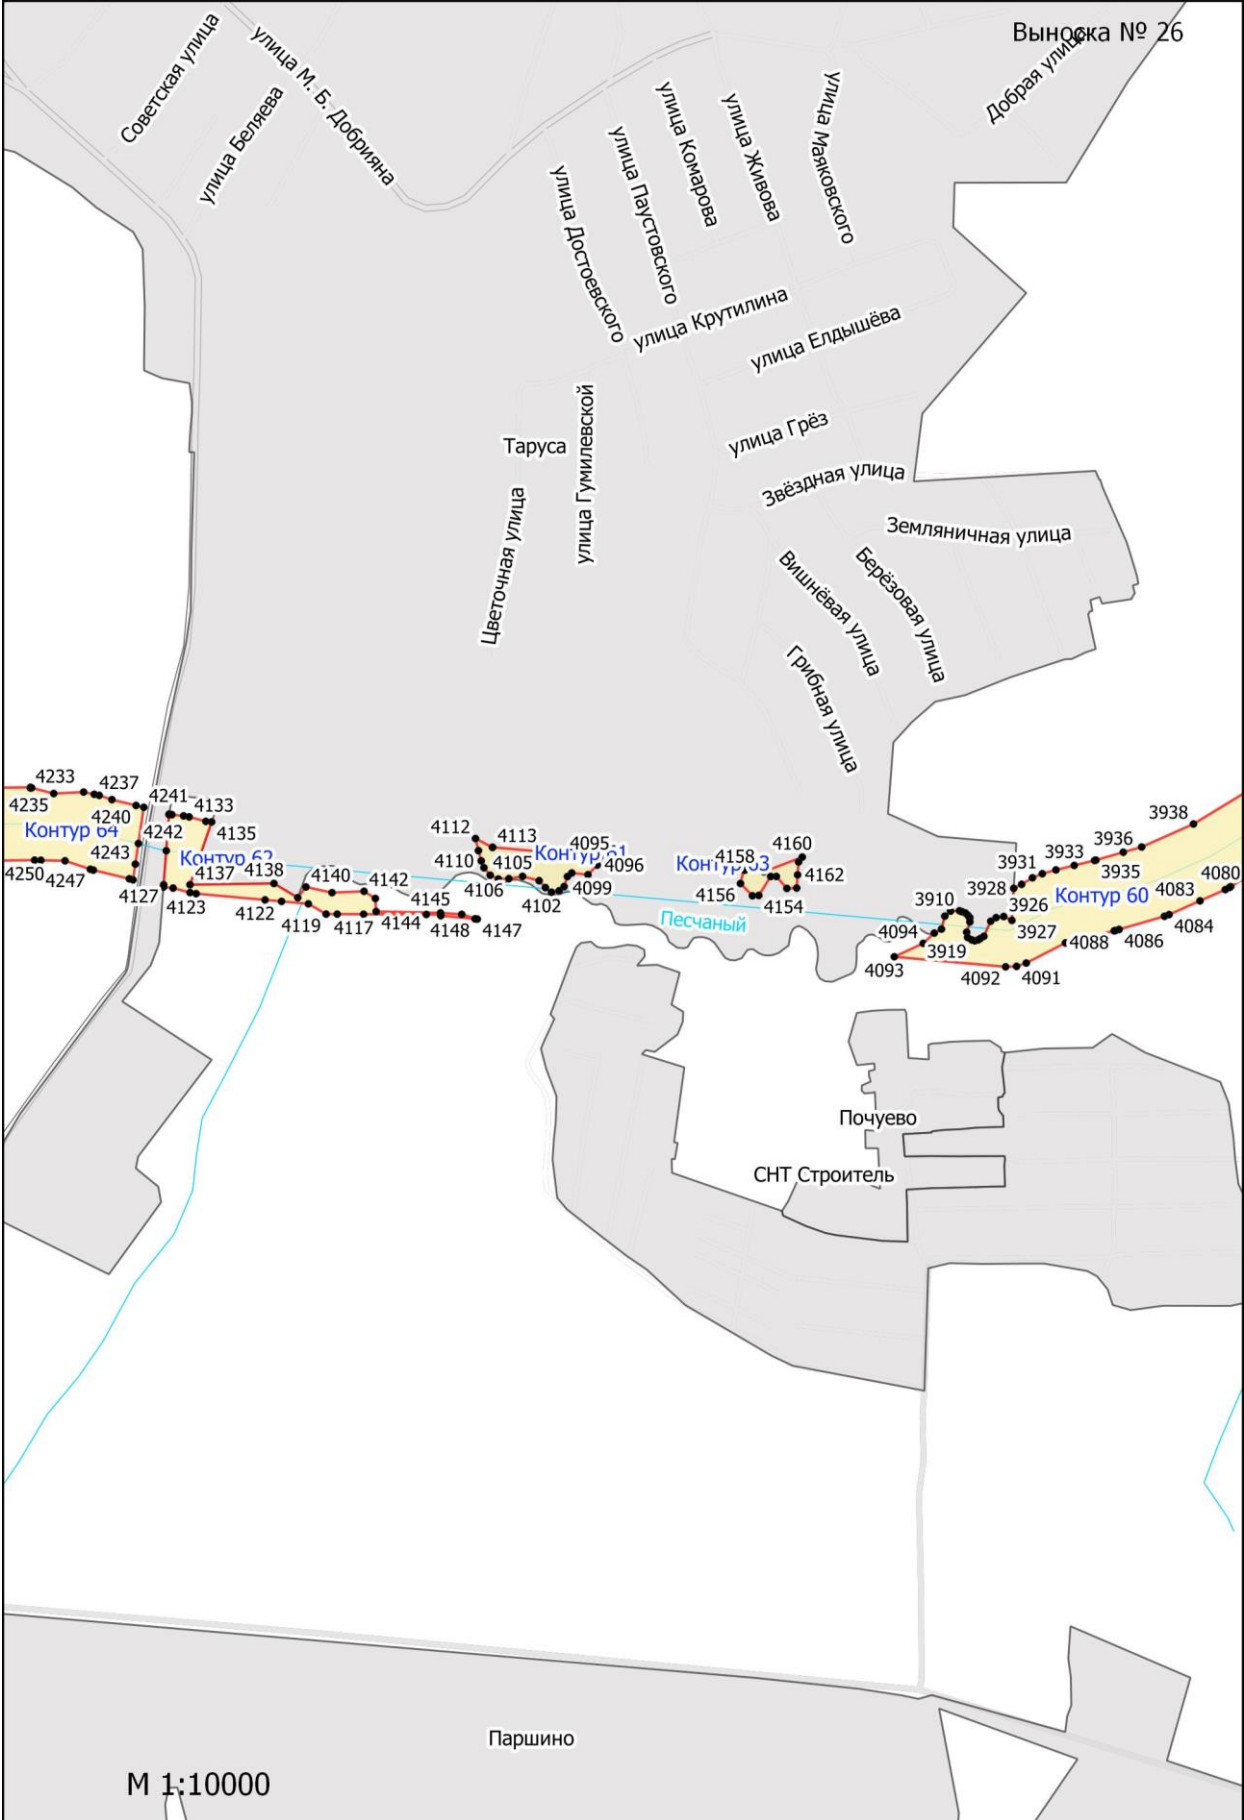 Выноска № 26
Советская улица
улица Беляева
улица М. Б. Добрияна
улица Достоевского
улица Паустовского
улица Комарова
улица Живова
улица Маяковского
Добрая улица
улица Крутилина
улица Елдышёва
Таруса
улица Гумилевской
Цветочная улица
улица Грёз
Звёздная улица
Земляничная улица
Вишнёвая улица
Берёзовая улица
Грибная улица
4233
4235
4237
4240
4241
4242
4243
4133
4135
Контур 64
Контур 62
4250
4247
4127
4123
4137
4138
4122
4119
4140
4117
4142
4144
4145
4148
4147
4112
4113
4110
4105
4106
Контур 61
4095
4096
4099
4102
4158
Контур 63
4160
4162
4156
4154
Песчаный
3938
3936
3935
3933
3931
3928
3926
3927
Контур 60
4080
4083
4084
4086
4088
3910
3919
4094
4093
4092
4091
Почуево
СНТ Строитель
Паршино
М 1:10000